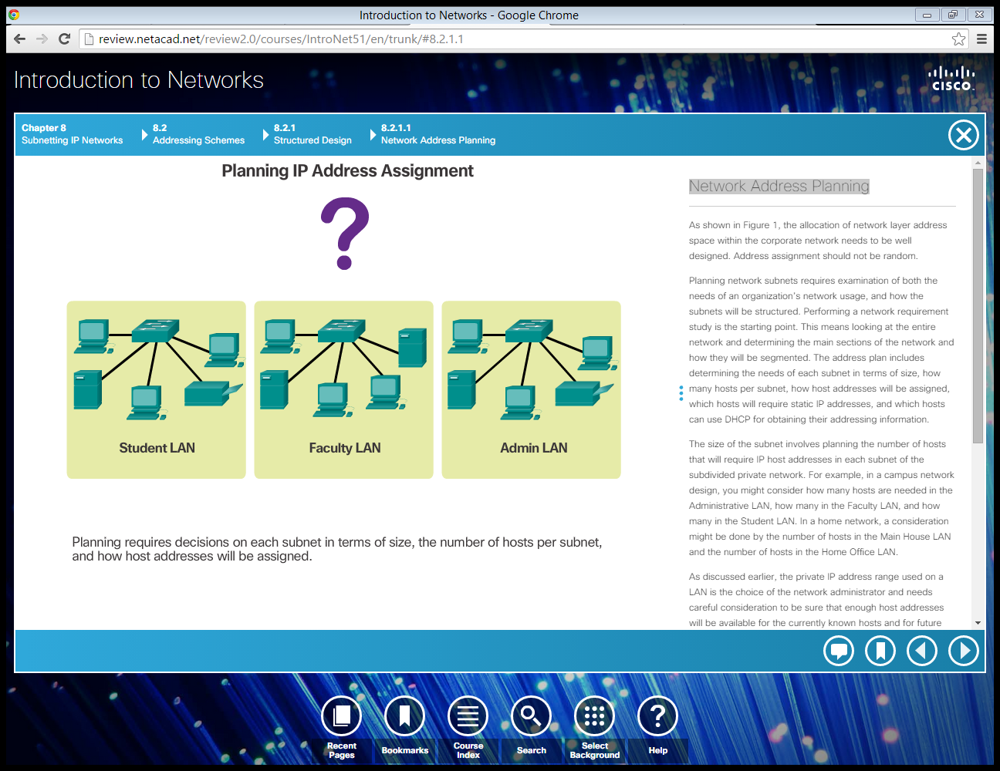 Introduction to Networks - Google Chrome
review.netacad.net/review2.0/courses/IntroNet51/en/trunk/#8.2.1.1
Introduction to Networks
CISCO.
Chapter 8
Subnetting IP Networks
8.2
Addressing Schemes
8.2.1
Structured Design
8.2.1.1
Network Address Planning
Planning IP Address Assignment
?
Student LAN
Faculty LAN
Admin LAN
Planning requires decisions on each subnet in terms of size, the number of hosts per subnet,
and how host addresses will be assigned.
Network Address Planning
As shown in Figure 1, the allocation of network layer address
space within the corporate network needs to be well
designed. Address assignment should not be random.
Planning network subnets requires examination of both the
needs of an organization's network usage, and how the
subnets will be structured. Performing a network requirement
study is the starting point. This means looking at the entire
network and determining the main sections of the network and
how they will be segmented. The address plan includes
determining the needs of each subnet in terms of size, how
many hosts per subnet, how host addresses will be assigned,
which hosts will require static IP addresses, and which hosts
can use DHCP for obtaining their addressing information.
The size of the subnet involves planning the number of hosts
that will require IP host addresses in each subnet of the
subdivided private network. For example, in a campus network
design, you might consider how many hosts are needed in the
Administrative LAN, how many in the Faculty LAN, and how
many in the Student LAN. In a home network, a consideration
might be done by the number of hosts in the Main House LAN
and the number of hosts in the Home Office LAN.
As discussed earlier, the private IP address range used on a
LAN is the choice of the network administrator and needs
careful consideration to be sure that enough host addresses
will be available for the currently known hosts and for future
Recent
Pages
Bookmarks
Course
Index
Search
Select
Background
?
Help